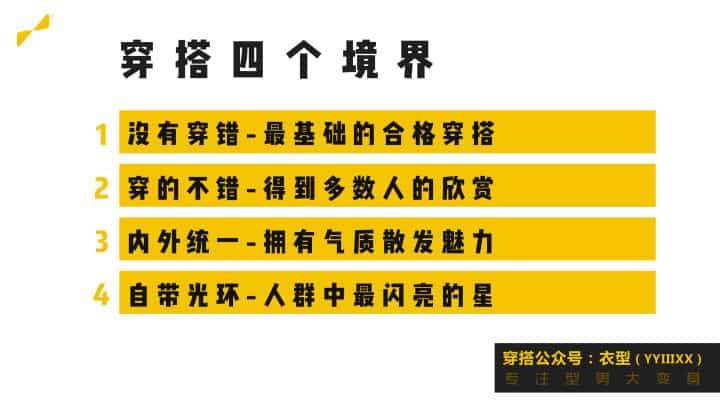 穿搭四个境界
1 没有穿错-最基础的合格穿搭
2 穿的不错-得到多数人的欣赏
3 内外统一-拥有气质散发魅力
4 自带光环-人群中最闪亮的星
穿搭公众号：衣型（YYIIIXX）
专注型男大变身